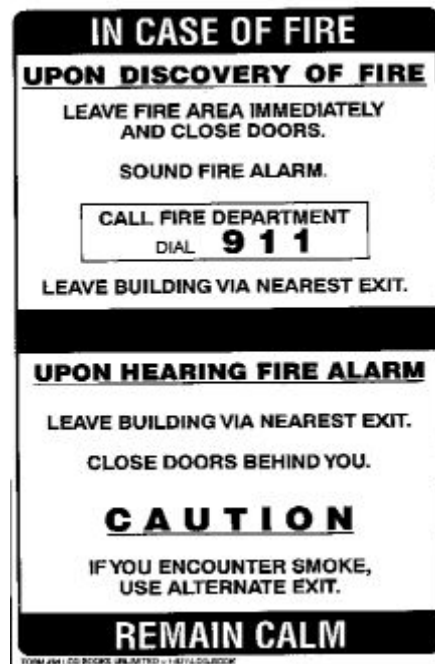 IN CASE OF FIRE
UPON DISCOVERY OF FIRE
LEAVE FIRE AREA IMMEDIATELY
AND CLOSE DOORS.
SOUND FIRE ALARM.
CALL FIRE DEPARTMENT
DIAL 911
LEAVE BUILDING VIA NEAREST EXIT.
UPON HEARING FIRE ALARM
LEAVE BUILDING VIA NEAREST EXIT.
CLOSE DOORS BEHIND YOU.
CAUTION
IF YOU ENCOUNTER SMOKE,
USE ALTERNATE EXIT.
REMAIN CALM
BOOKS UNLIMITED